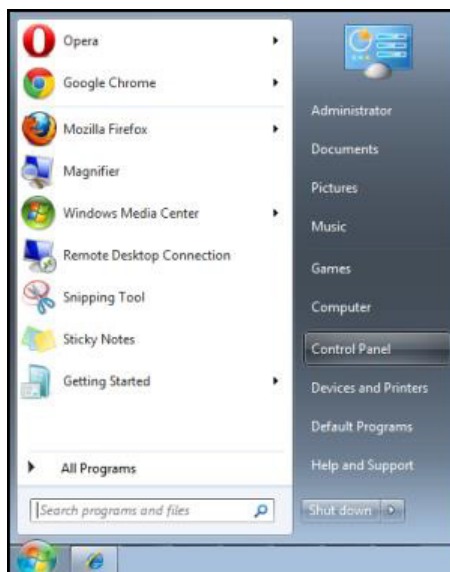 Opera
Google Chrome
Mozilla Firefox
Magnifier
Windows Media Center
Remote Desktop Connection
Snipping Tool
Sticky Notes
Getting Started
All Programs
Search programs and files
Administrator
Documents
Pictures
Music
Games
Computer
Control Panel
Devices and Printers
Default Programs
Help and Support
Shut down